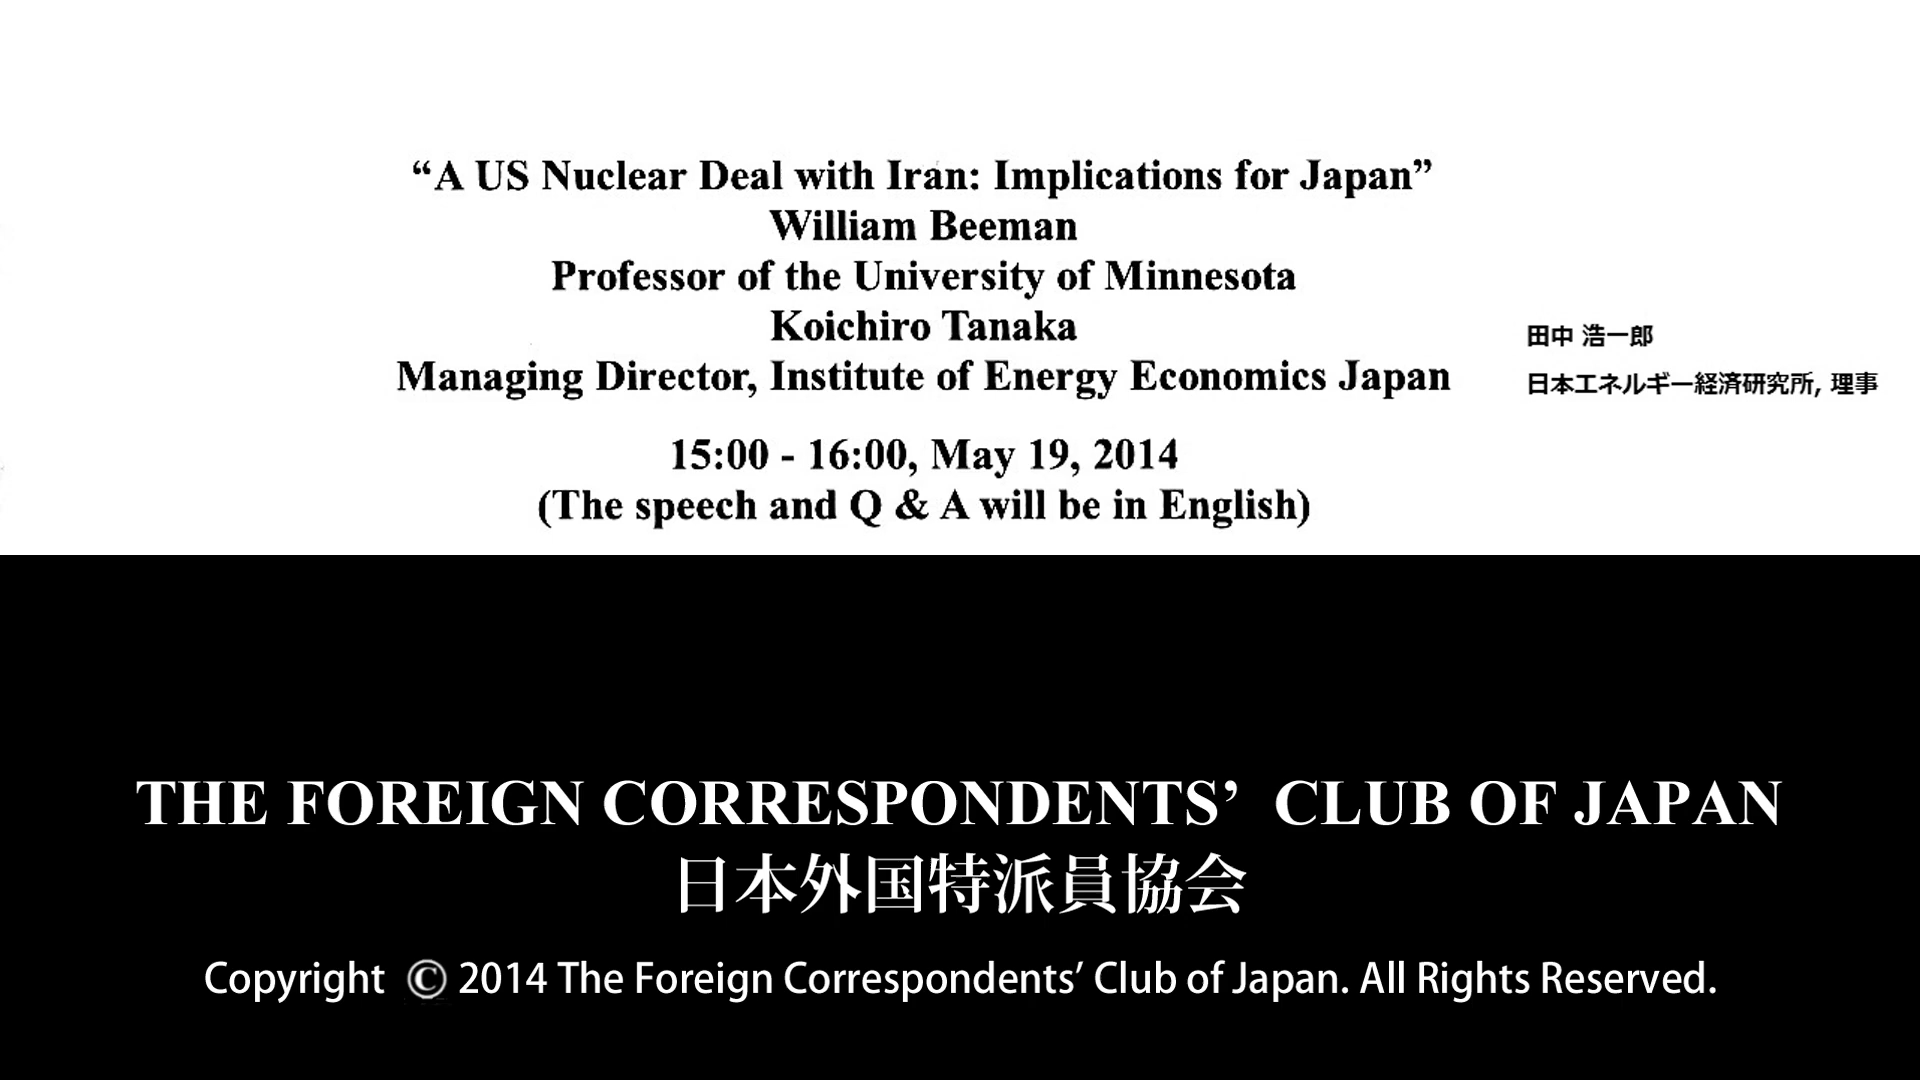 “A US Nuclear Deal with Iran: Implications for Japan”
William Beeman
Professor of the University of Minnesota
Koichiro Tanaka
田中 浩一郎
Managing Director, Institute of Energy Economics Japan
日本エネルギー経済研究所, 理事
15:00 - 16:00, May 19, 2014
(The speech and Q & A will be in English)
THE FOREIGN CORRESPONDENTS’ CLUB OF JAPAN
日本外国特派員協会
Copyright © 2014 The Foreign Correspondents’ Club of Japan. All Rights Reserved.